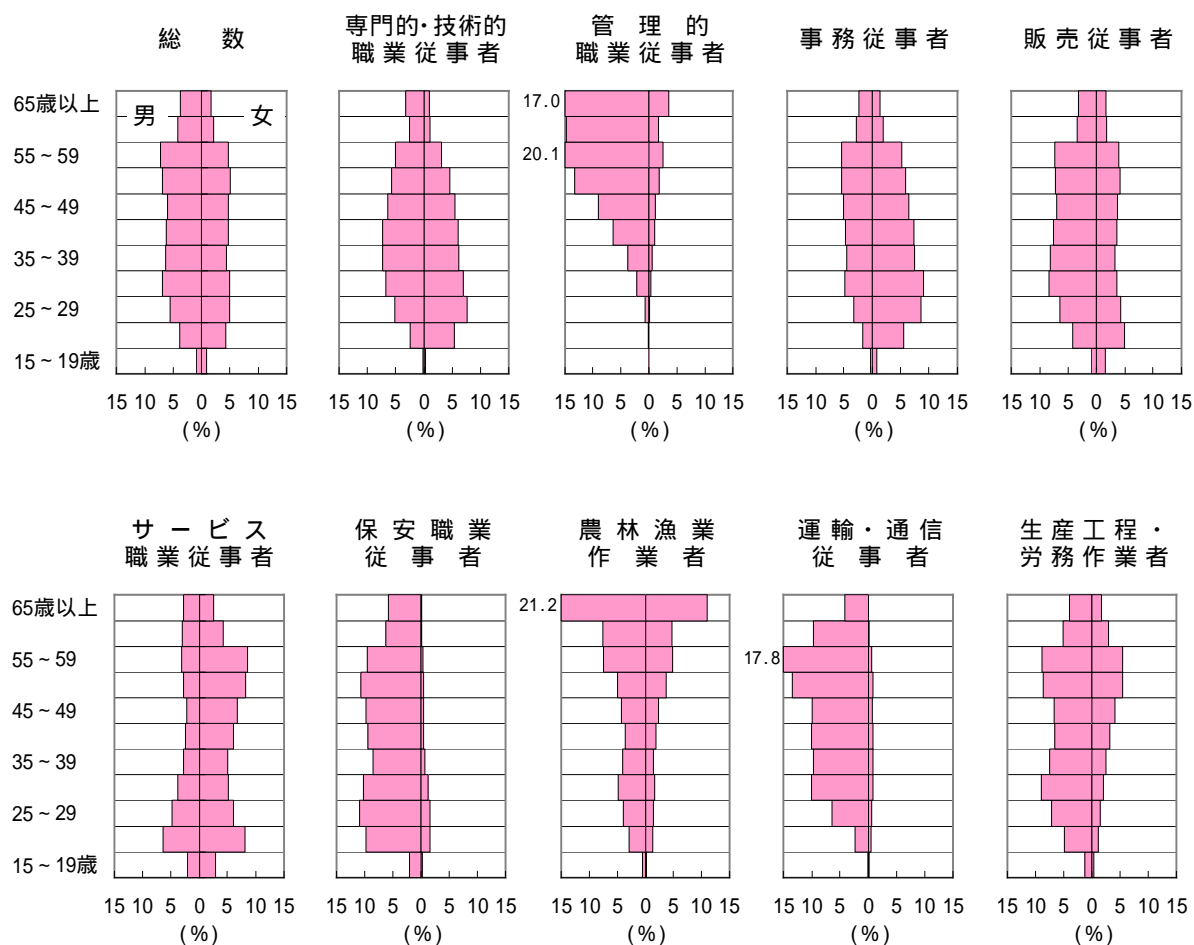 総数
専門的・技術的
職業従事者
管理的
職業従事者
事務従事者
販売従事者
65歳以上
55～59
45～49
35～39
25～29
15～19歳
男 女
17.0
20.1
15 10 5 0 5 15
(%)
15 10 5 0 5 10 15
(%)
15 10 5 0 5 10 15
(%)
15 10 5 0 5 10 15
(%)
15 10 5 0 5 10 15
(%)
サービス
職業従事者
保安職業
従事者
農林漁業
作業者
運輸・通信
従事者
生産工程・
労務作業者
65歳以上
55～59
45～49
35～39
25～29
15～19歳
21.2
17.8
15 10 5 0 5 10 15
(%)
15 10 5 0 5 10 15
(%)
15 10 5 0 5 10 15
(%)
15 10 5 0 5 10 15
(%)
15 10 5 0 5 10 15
(%)